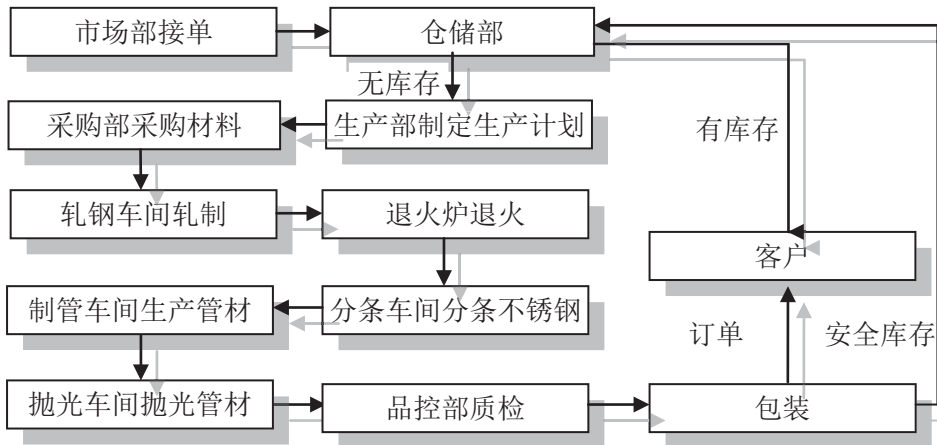 市场部接单
仓储部
无库存
采购部采购材料
生产部制定生产计划
有库存
轧钢车间轧制
退火炉退火
客户
制管车间生产管材
分条车间分条不锈钢
订单
安全库存
抛光车间抛光管材
品控部质检
包装